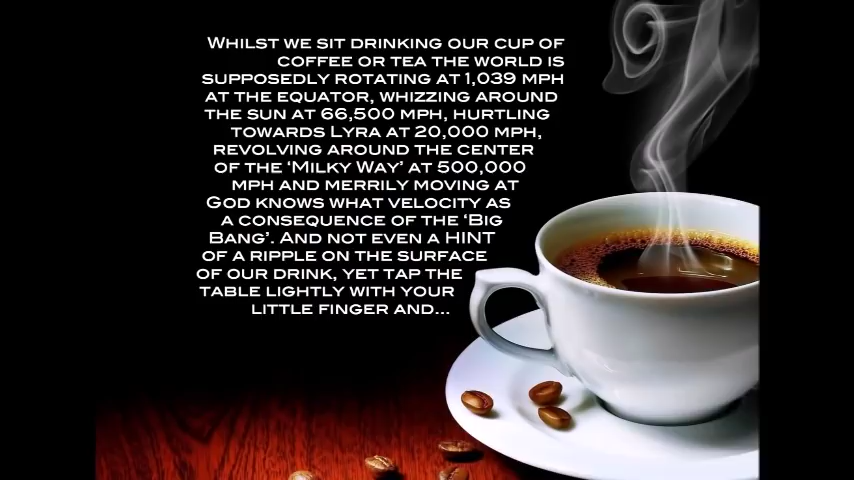 Whilst we sit drinking our cup of
coffee or tea the world is
supposedly rotating at 1,039 mph
at the equator, whizzing around
the sun at 66,500 mph, hurtling
towards Lyra at 20,000 mph,
revolving around the center
of the ‘Milky Way’ at 500,000
mph and merrily moving at
God knows what velocity as
a consequence of the ‘Big
Bang’. And not even a HINT
of a ripple on the surface
of our drink, yet tap the
table lightly with your
little finger and...